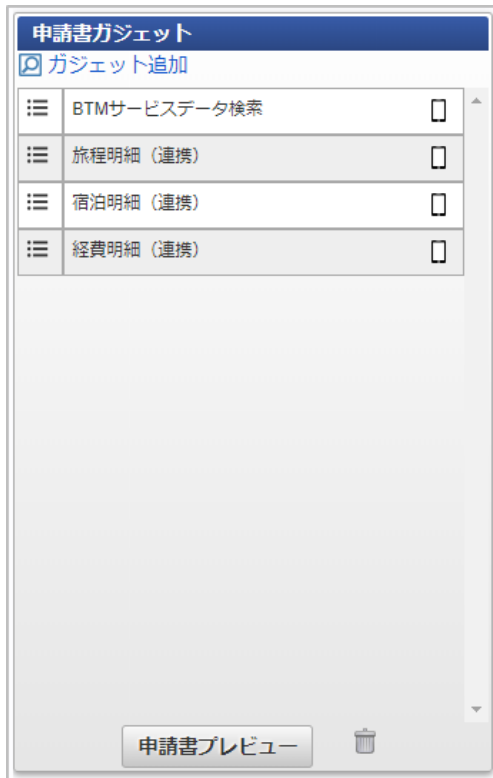 申請書ガジェット
ガジェット追加
BTMサービスデータ検索
旅程明細（連携）
宿泊明細（連携）
経費明細（連携）
申請書プレビュー